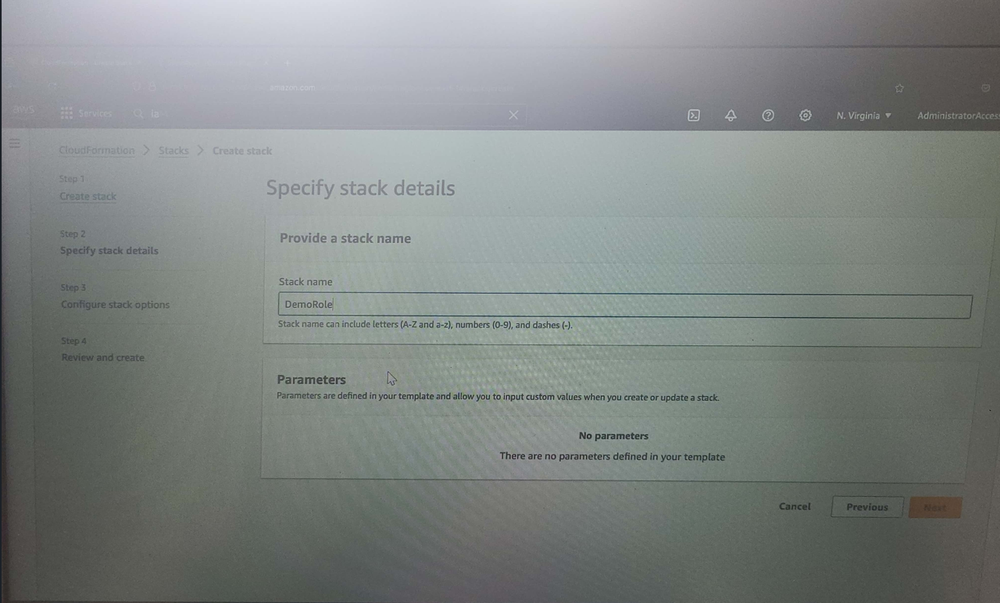 amazon.com
aws
Services
la
N. Virginia
AdministratorAcces
CloudFormation
Stacks
Create stack
Step 1
Create stack
Step 2
Specify stack details
Step 3
Configure stack options
Step 4
Review and create
Specify stack details
Provide a stack name
Stack name
DemoRole
Stack name can include letters (A-Z and a-z), numbers (0-9), and dashes (-).
Parameters
Parameters are defined in your template and allow you to input custom values when you create or update a stack.
No parameters
There are no parameters defined in your template
Cancel
Previous
Next